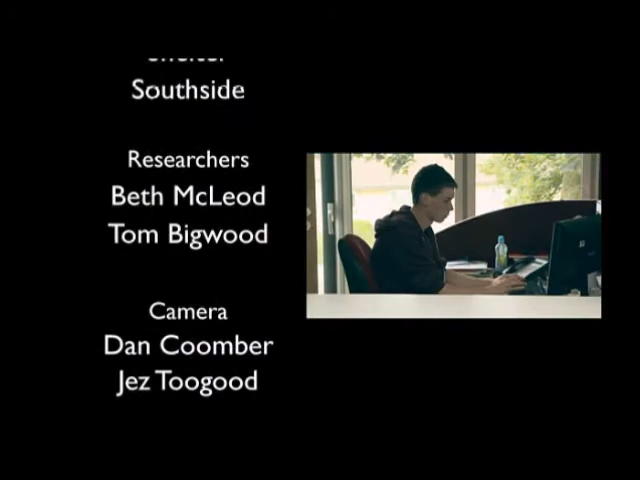 Southside
Researchers
Beth McLeod
Tom Bigwood
Camera
Dan Coomber
Jez Toogood